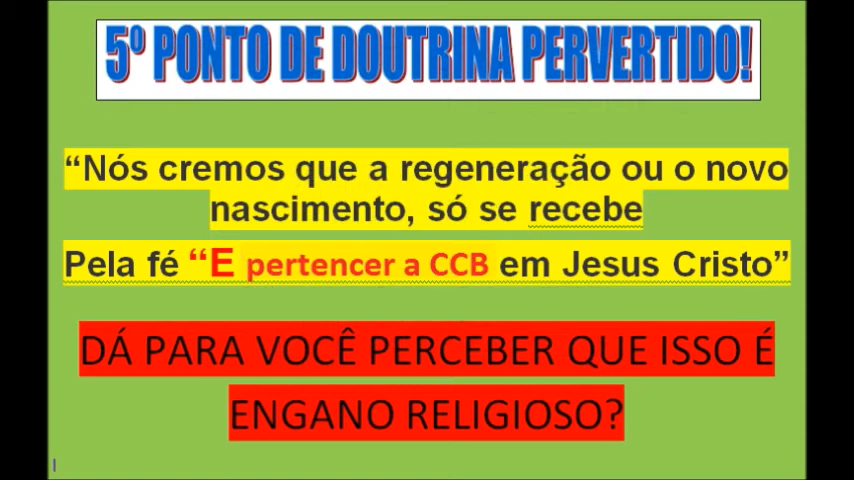 5º PONTO DE DOUTRINA PERVERTIDO!
“Nós cremos que a regeneração ou o novo
nascimento, só se recebe
Pela fé “E pertencer a CCB em Jesus Cristo”
DÁ PARA VOCÊ PERCEBER QUE ISSO É
ENGANO RELIGIOSO?